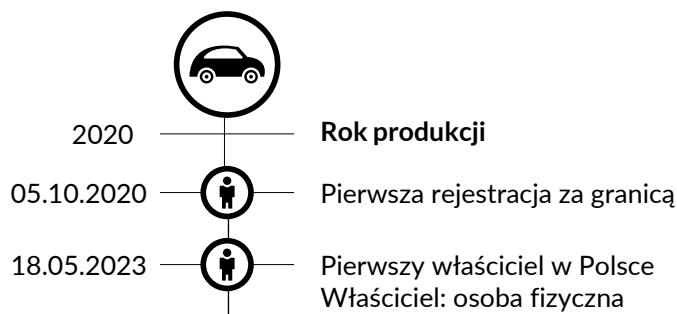 2020 Rok produkcji
05.10.2020 Pierwsza rejestracja za granicą
18.05.2023 Pierwszy właściciel w Polsce
Właściciel: osoba fizyczna